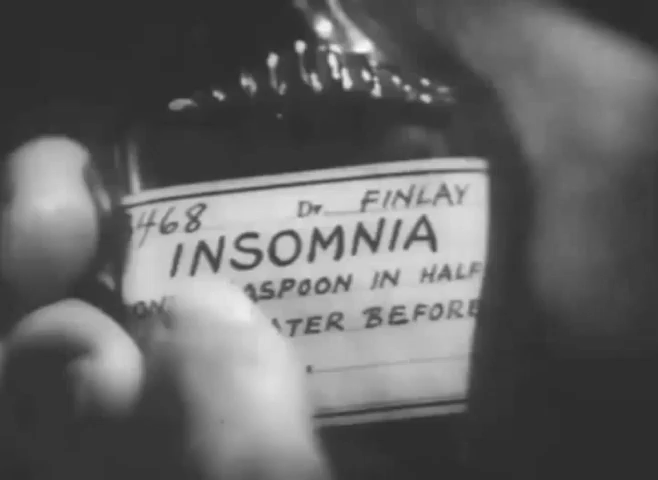 468 Dr. FINLAY
INSOMNIA
ASPOON IN HALF
ATER BEFORE